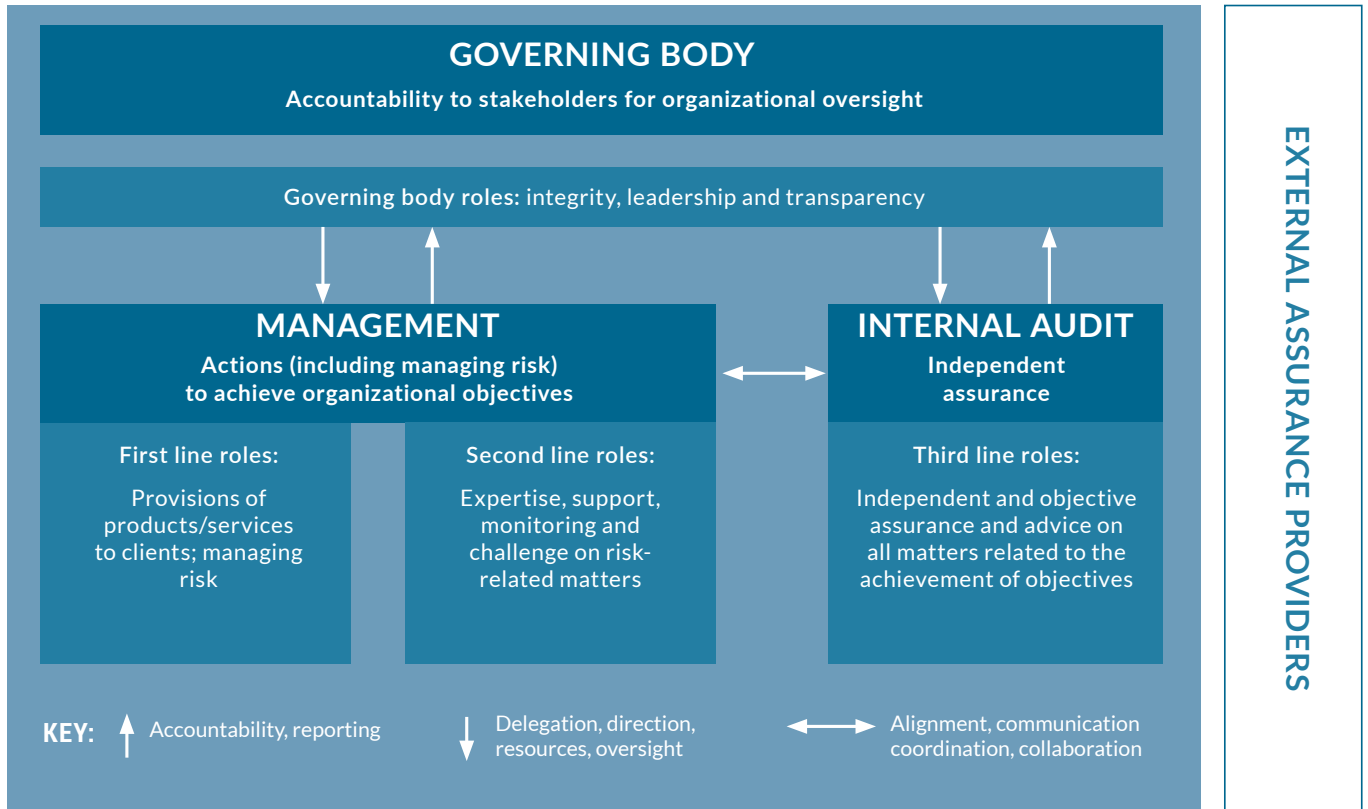 GOVERNING BODY
Accountability to stakeholders for organizational oversight
Governing body roles: integrity, leadership and transparency
MANAGEMENT
Actions (including managing risk)
to achieve organizational objectives
INTERNAL AUDIT
Independent
assurance
First line roles:
Provisions of
products/services
to clients; managing
risk
Second line roles:
Expertise, support,
monitoring and
challenge on risk-
related matters
Third line roles:
Independent and objective
assurance and advice on
all matters related to the
achievement of objectives
KEY:
Accountability, reporting
Delegation, direction,
resources, oversight
Alignment, communication
coordination, collaboration
EXTERNAL ASSURANCE PROVIDERS